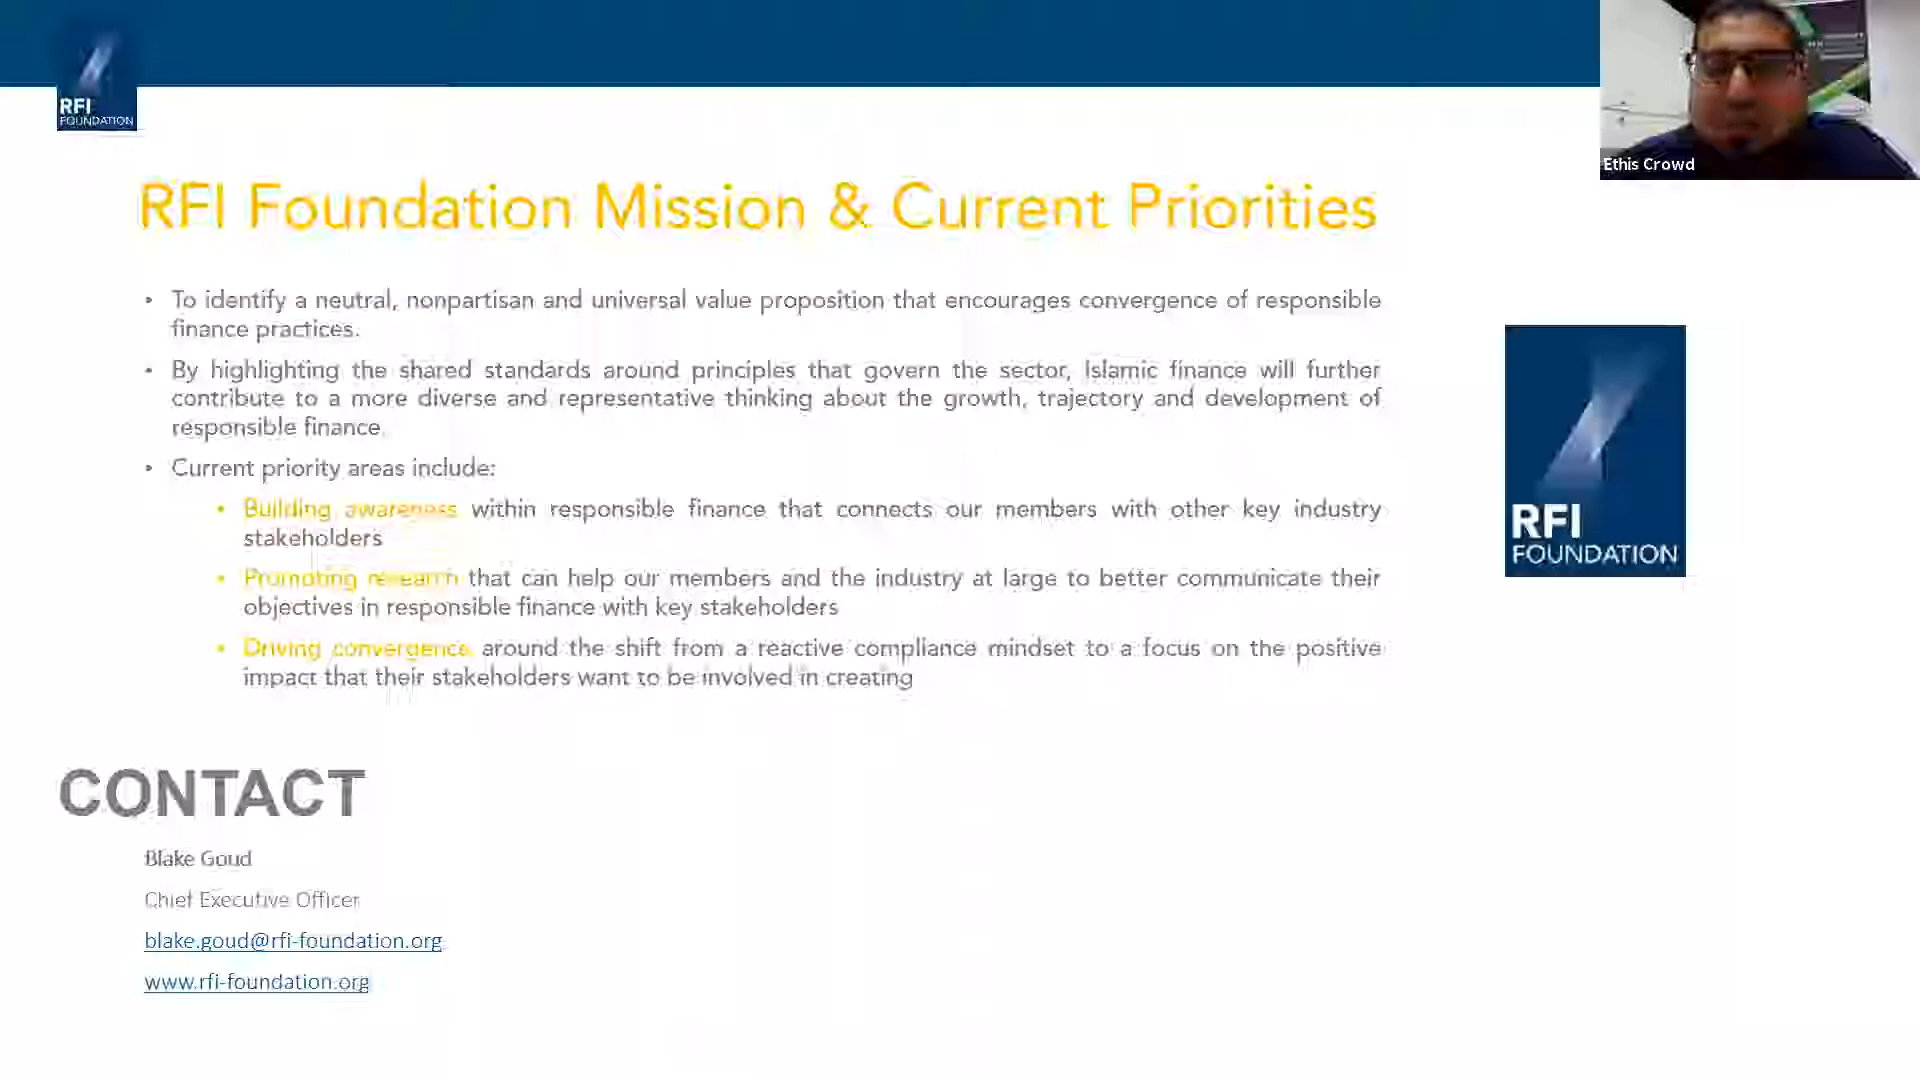 RFI
FOUNDATION
Ethis Crowd
RFI Foundation Mission & Current Priorities
• To identify a neutral, nonpartisan and universal value proposition that encourages convergence of responsible
finance practices.
• By highlighting the shared standards around principles that govern the sector, Islamic finance will further
contribute to a more diverse and representative thinking about the growth, trajectory and development of
responsible finance.
• Current priority areas include:
• Building awareness within responsible finance that connects our members with other key industry
stakeholders
• Promoting research that can help our members and the industry at large to better communicate their
objectives in responsible finance with key stakeholders
• Driving convergence around the shift from a reactive compliance mindset to a focus on the positive
impact that their stakeholders want to be involved in creating
RFI
FOUNDATION
CONTACT
Blake Goud
Chief Executive Officer
blake.goud@rfi-foundation.org
www.rfi-foundation.org